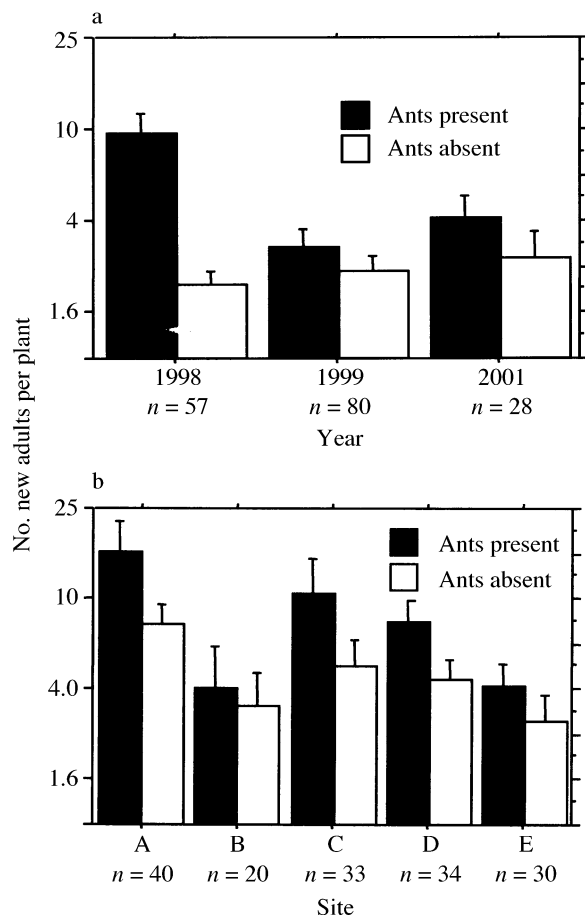 a
25
10
4
1.6
Ants present
Ants absent
1998 1999 2001
n = 57 n = 80 n = 28
Year
No. new adults per plant
b
25
10
4.0
1.6
Ants present
Ants absent
A B C D E
n = 40 n = 20 n = 33 n = 34 n = 30
Site